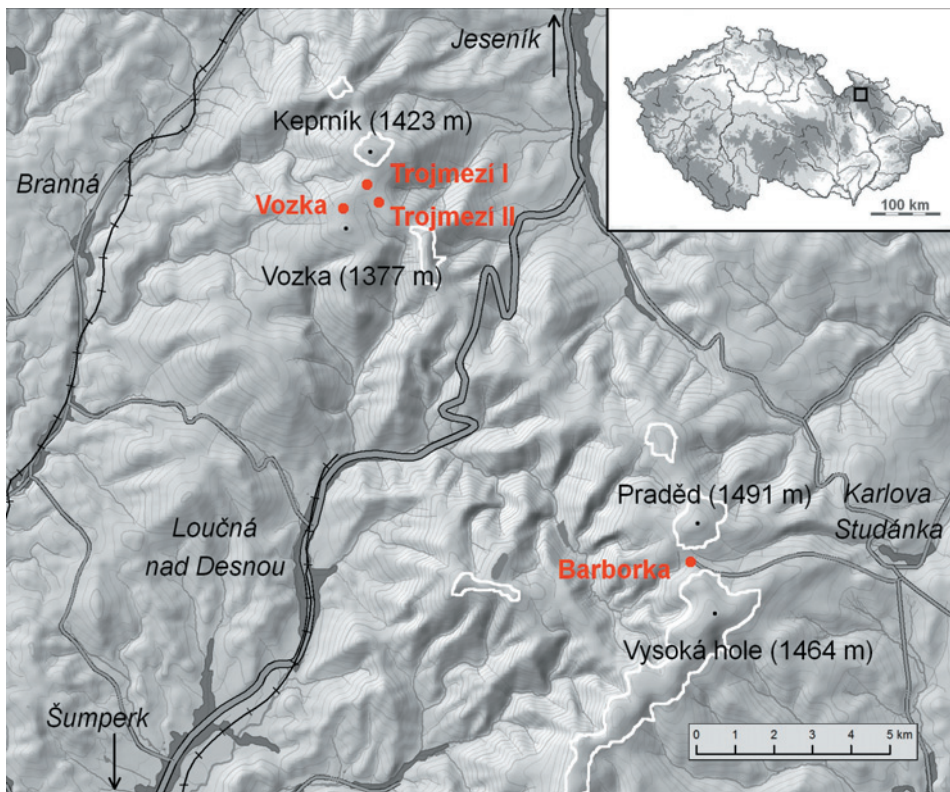 Jeseník
Keprník (1423 m)
Branná
Trojmezí I
Vozka
Trojmezí II
Vozka (1377 m)
100 km
Praděd (1491 m)
Karlova
Studánka
Loučná
nad Desnou
Barborka
Vysoká hole (1464 m)
Šumperk
0 1 2 3 4 5 km